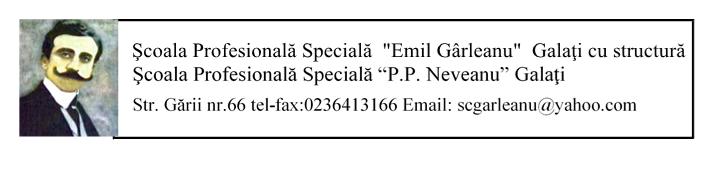 Şcoala Profesională Specială  "Emil Gârleanu"  Galaţi cu structură
Şcoala Profesională Specială “P.P. Neveanu” Galaţi
Str. Gării nr.66 tel-fax:0236413166 Email: scgarleanu@yahoo.com